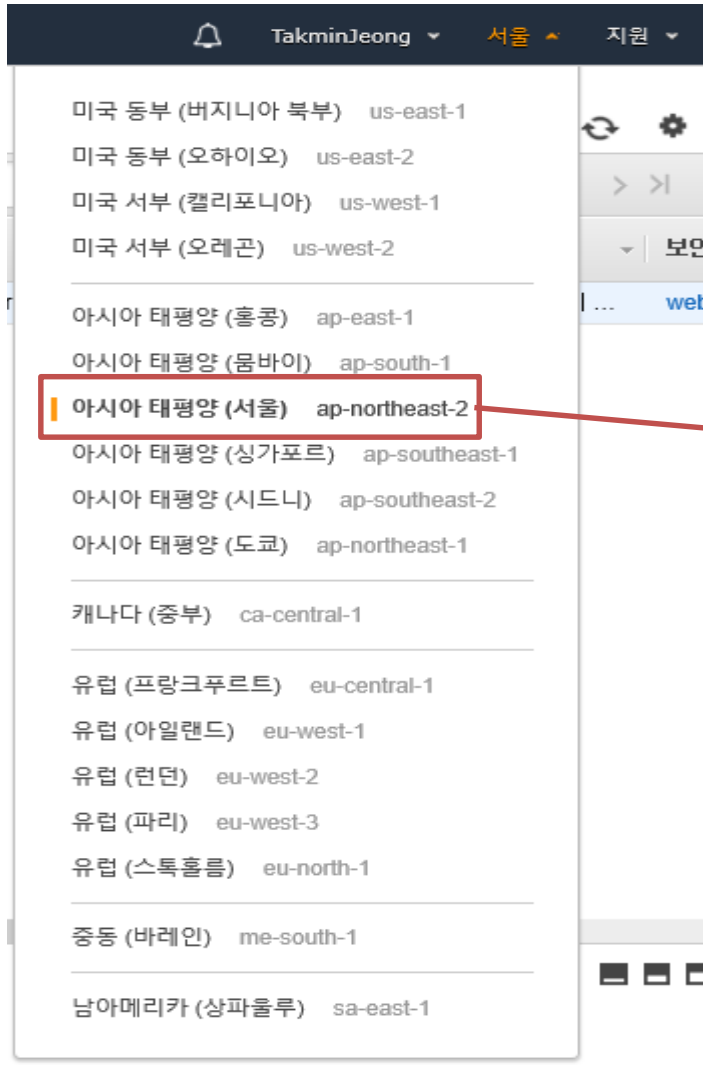 TakminJeong 서울 지원
미국 동부 (버지니아 북부) us-east-1
미국 동부 (오하이오) us-east-2
미국 서부 (캘리포니아) us-west-1
미국 서부 (오레곤) us-west-2
보안
아시아 태평양 (홍콩) ap-east-1
... web
아시아 태평양 (뭄바이) ap-south-1
아시아 태평양 (서울) ap-northeast-2
아시아 태평양 (싱가포르) ap-southeast-1
아시아 태평양 (시드니) ap-southeast-2
아시아 태평양 (도쿄) ap-northeast-1
캐나다 (중부) ca-central-1
유럽 (프랑크푸르트) eu-central-1
유럽 (아일랜드) eu-west-1
유럽 (런던) eu-west-2
유럽 (파리) eu-west-3
유럽 (스톡홀름) eu-north-1
중동 (바레인) me-south-1
남아메리카 (상파울루) sa-east-1